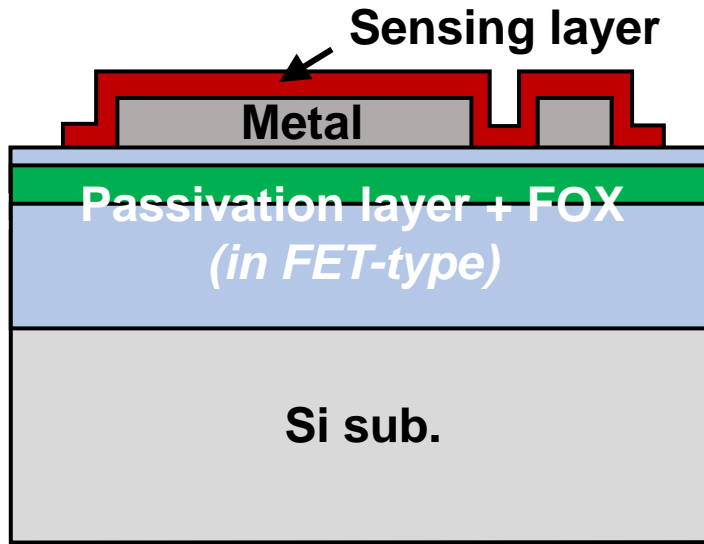 Sensing layer
Metal
Passivation layer + FOX
(in FET-type)
Si sub.